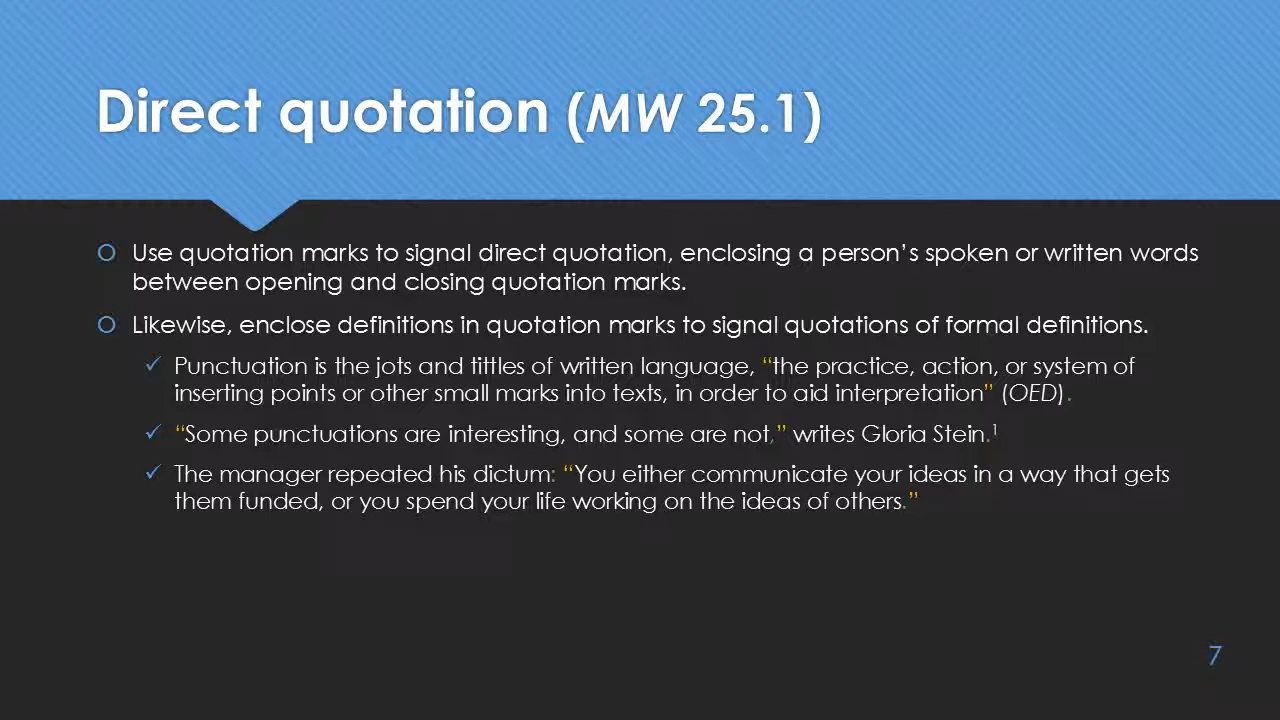 Direct quotation (MW 25.1)
Use quotation marks to signal direct quotation, enclosing a person’s spoken or written words
between opening and closing quotation marks.
Likewise, enclose definitions in quotation marks to signal quotations of formal definitions.
Punctuation is the jots and tittles of written language, “the practice, action, or system of
inserting points or other small marks into texts, in order to aid interpretation” (OED).
“Some punctuations are interesting, and some are not,” writes Gloria Stein.¹
The manager repeated his dictum: “You either communicate your ideas in a way that gets
them funded, or you spend your life working on the ideas of others.”
7